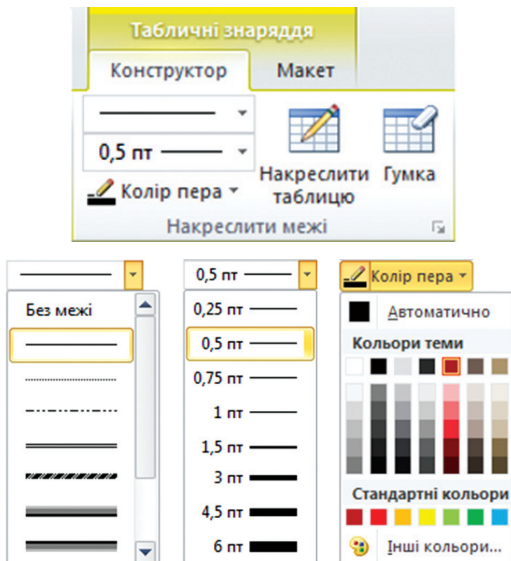 Табличні знаряддя
Конструктор Макет
0,5 пт
Колір пера
Накреслити таблицю
Гумка
Накреслити межі
Без межі
0,5 пт
0,25 пт
0,5 пт
0,75 пт
1 пт
1,5 пт
3 пт
4,5 пт
6 пт
Колір пера
Автоматично
Кольори теми
Стандартні кольори
Інші кольори...